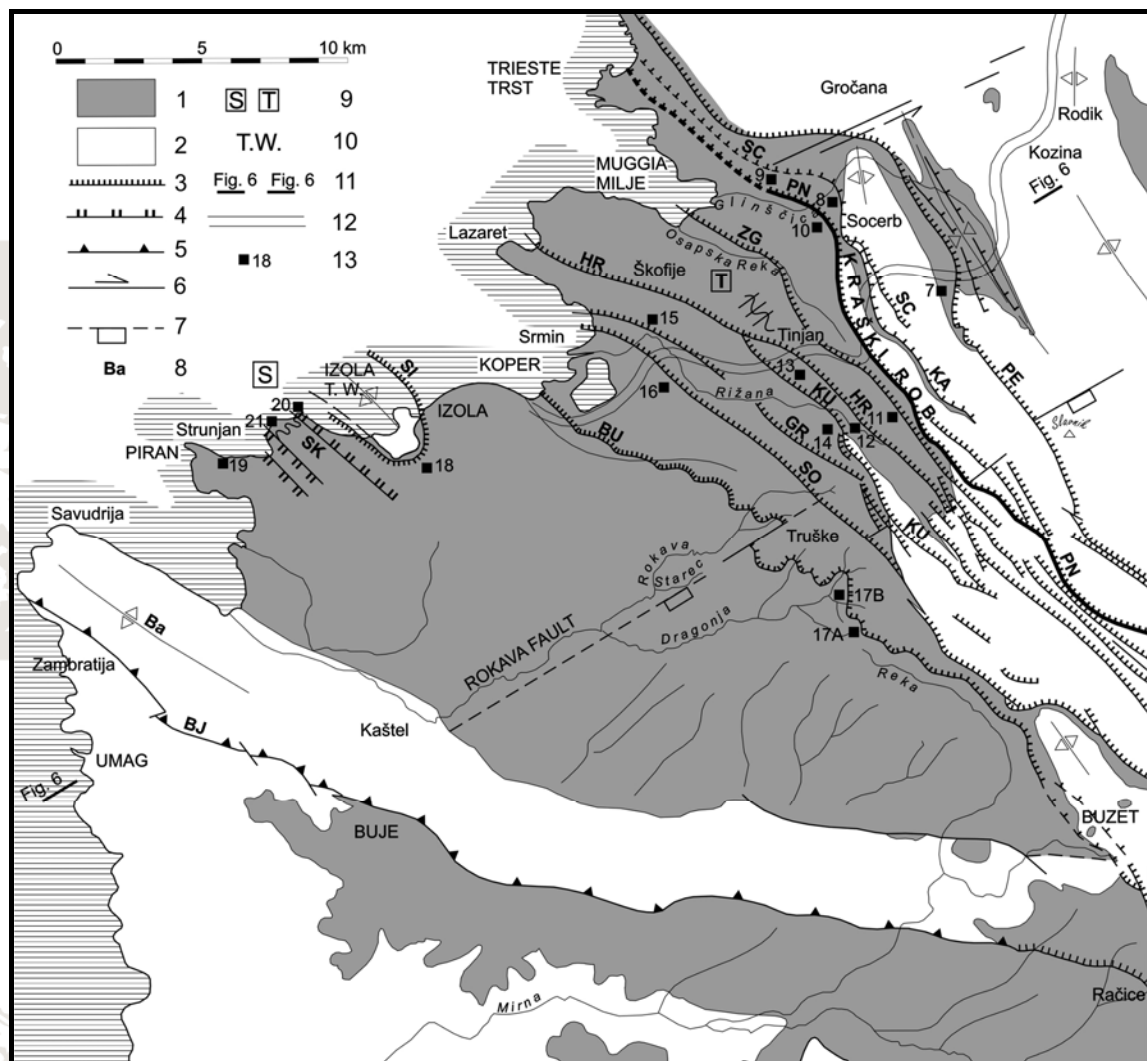 0 5 10 km
1
2
3
4
5
6
7
Ba 8
S T 9
T.W. 10
Fig. 6 Fig. 6 11
12
18 13
TRIESTE
TRST
Gročana
Rodik
Kozina
Fig. 6
MUGGIA
MILJE
SC
9
PN
8
Glinščica
10
Socerb
Lazaret
ZG
Osapska Reka
HR
Škofije
T
KRAŠKI ROB
SC
7
Srmin
15
Tinjan
KA
PE
KOPER
13
S
IZOLA
T. W.
SI
IZOLA
16
Rižana
KU
HR
11
Slavnik
20
21
Strunjan
SK
BU
GR
14
12
PIRAN
19
18
SO
KU
Savudrija
Truške
PN
Rokava
Starec
17B
Ba
Dragonja
17A
ROKAVA FAULT
Reka
Zambratija
BJ
Kaštel
UMAG
Fig. 6
BUJE
BUZET
Mirna
Račice